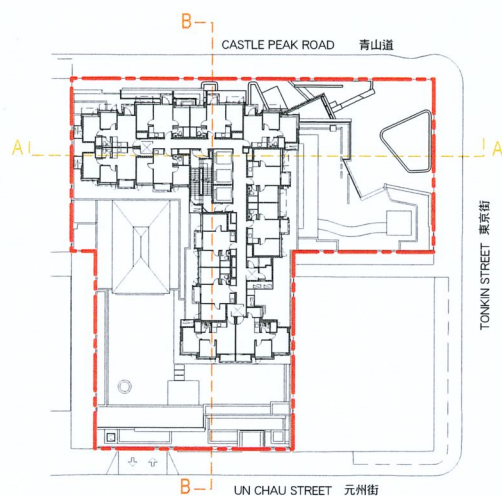 B
CASTLE PEAK ROAD 青山道
A
A
TONKIN STREET 東京街
B
UN CHAU STREET 元州街